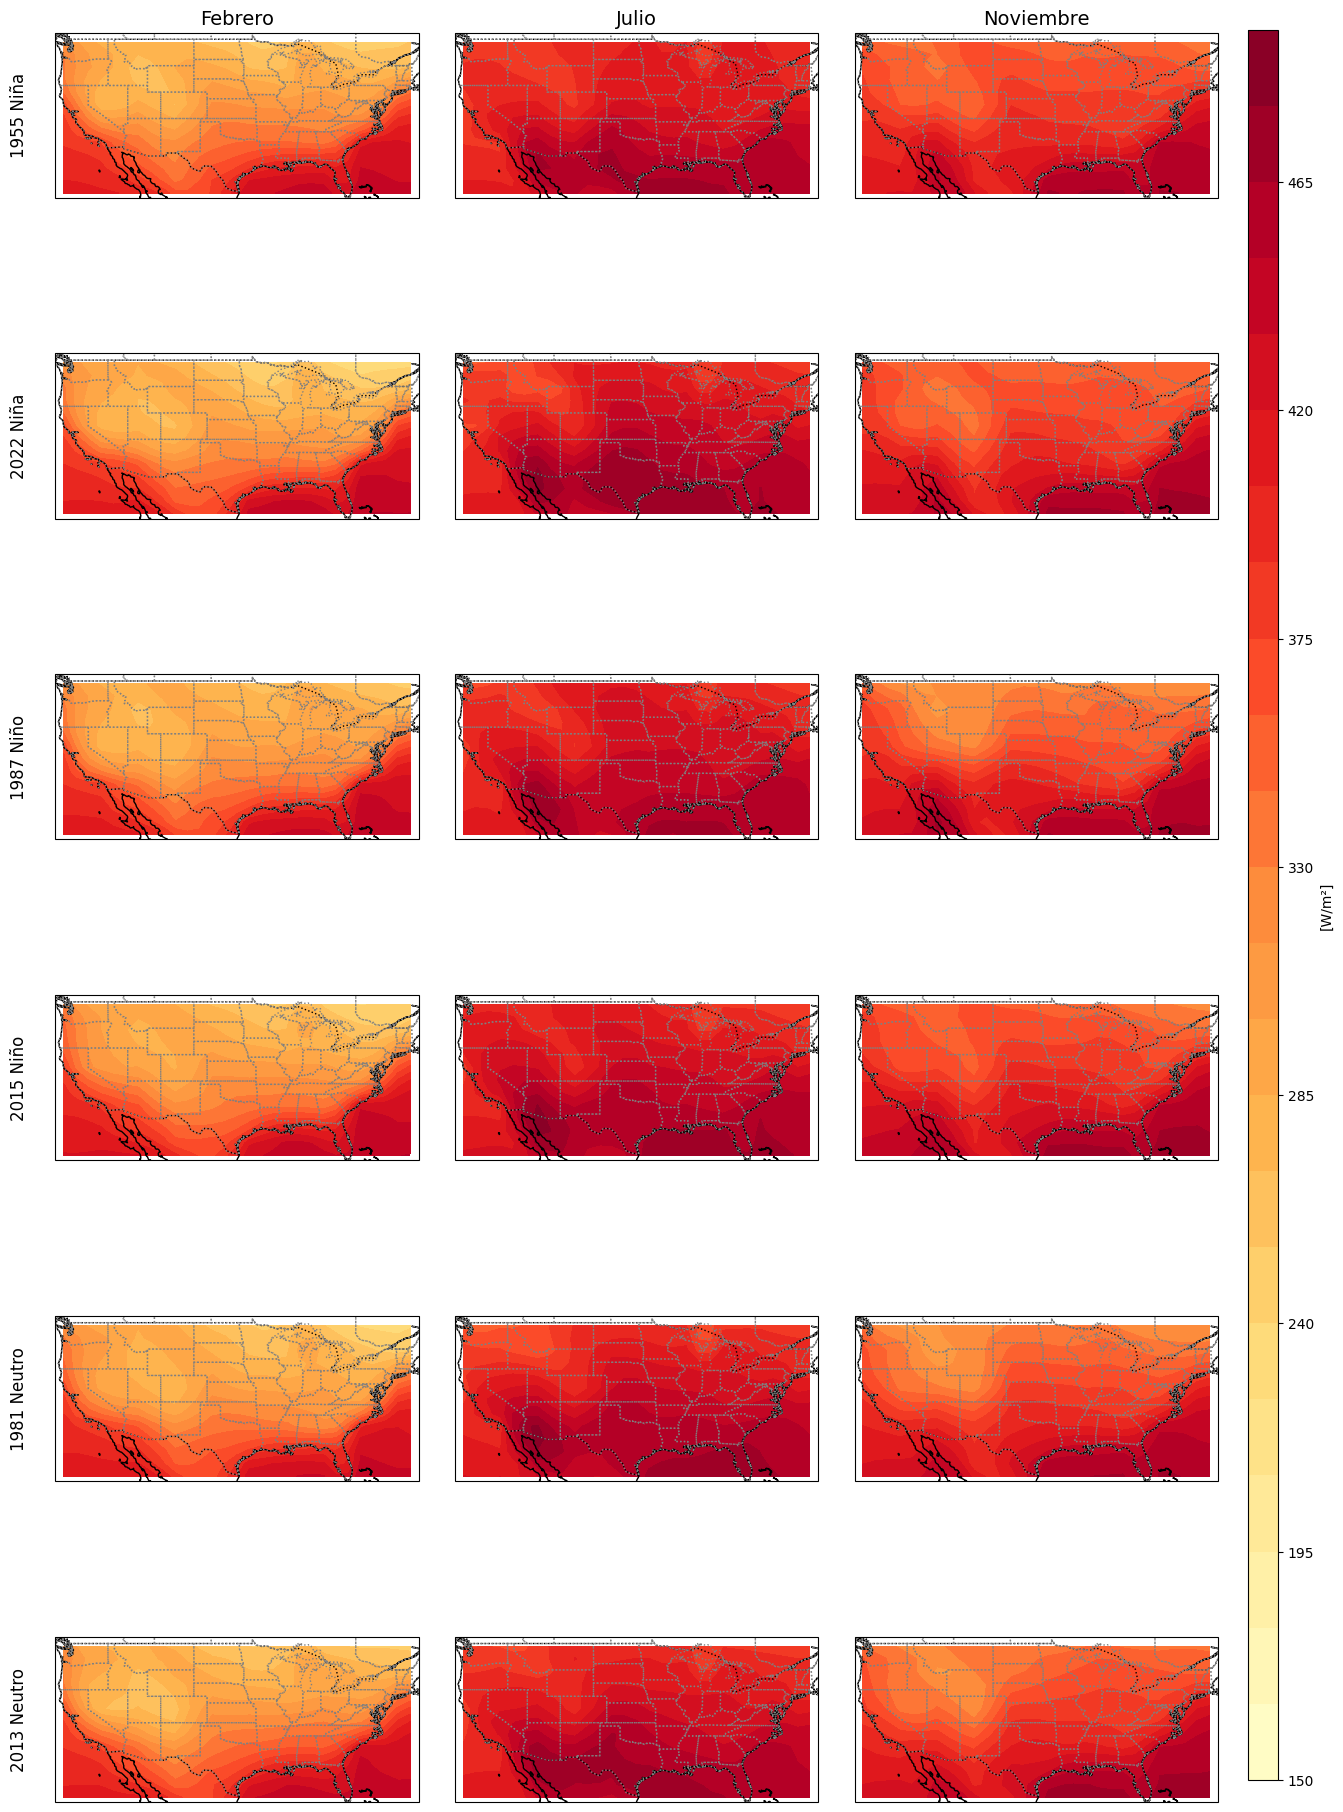 Febrero Julio Noviembre
1955 Niña
2022 Niña
1987 Niño
2015 Niño
1981 Neutro
2013 Neutro
465
420
375
330
285
240
195
150
[W/m²]